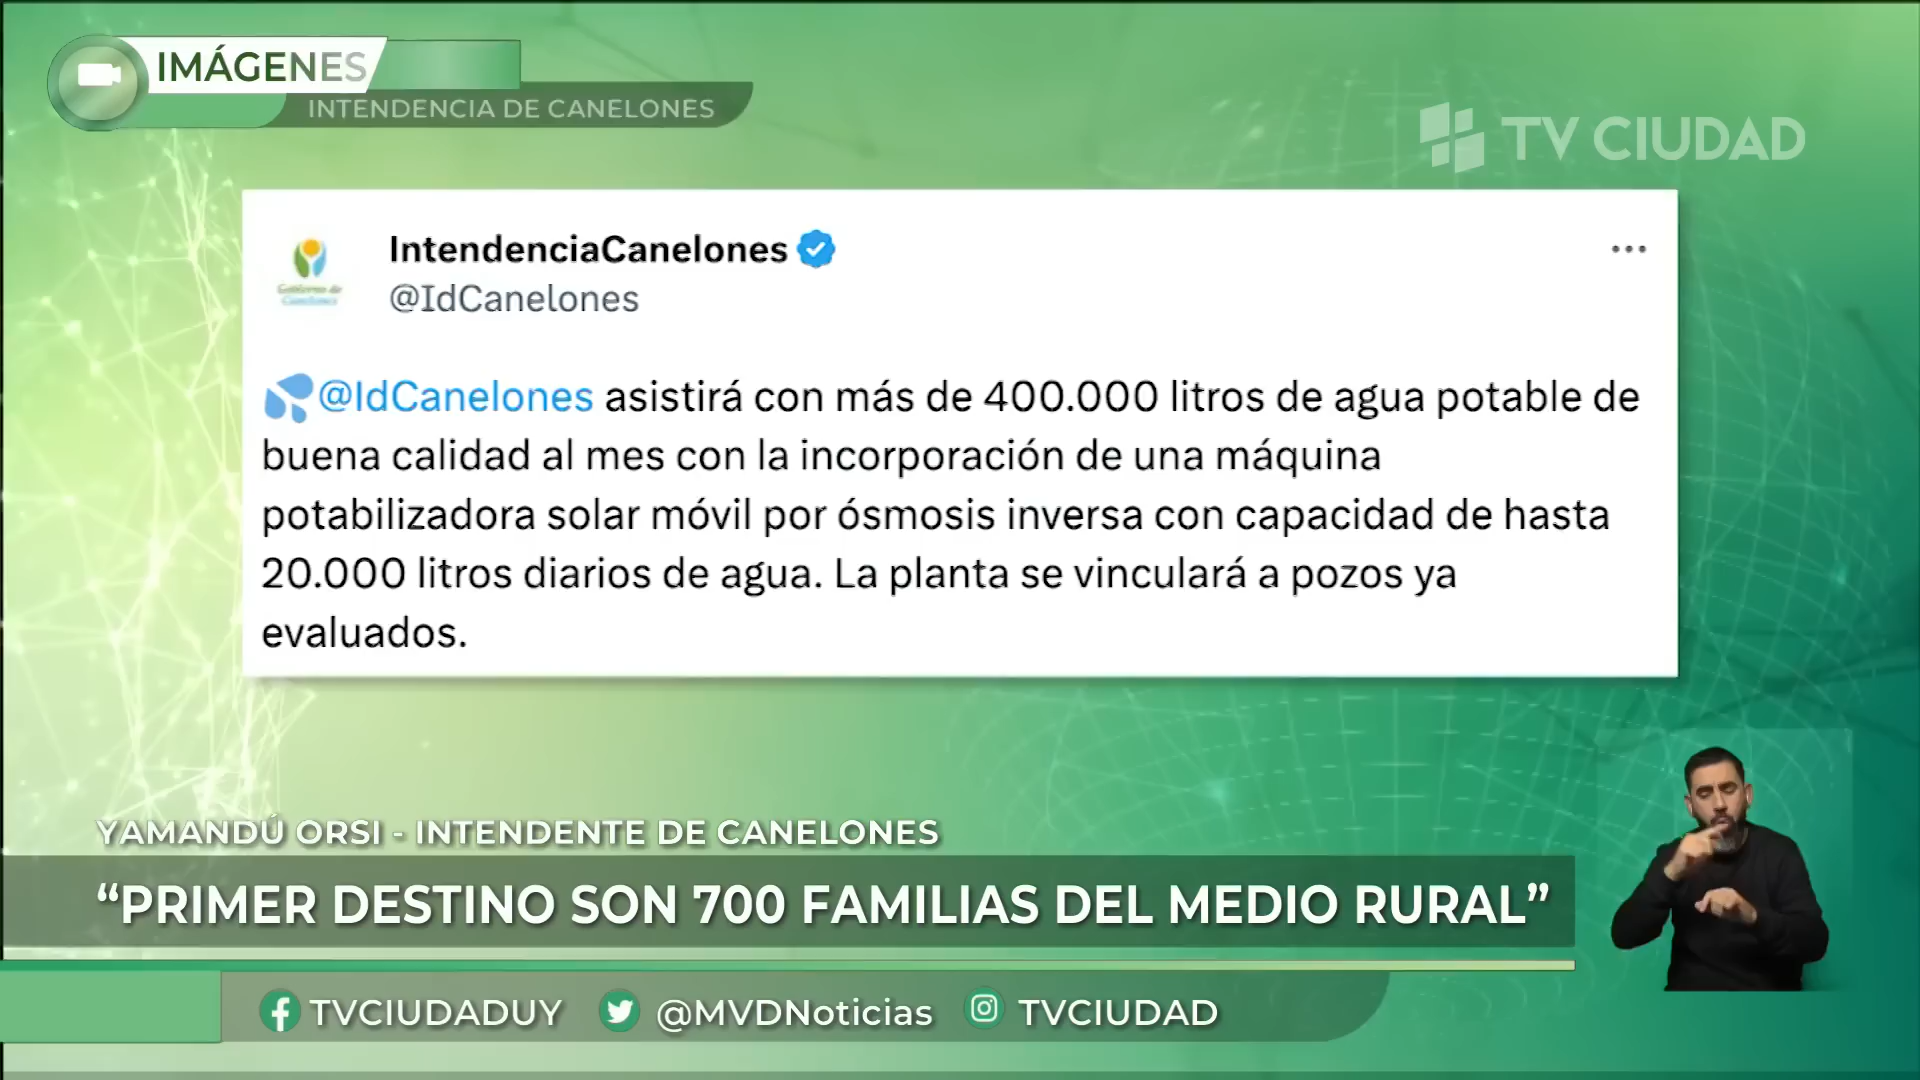 IMÁGENES
INTENDENCIA DE CANELONES
TV CIUDAD
IntendenciaCanelones
@IdCanelones
Gobierno de
Canelones
@IdCanelones asistirá con más de 400.000 litros de agua potable de
buena calidad al mes con la incorporación de una máquina
potabilizadora solar móvil por ósmosis inversa con capacidad de hasta
20.000 litros diarios de agua. La planta se vinculará a pozos ya
evaluados.
YAMANDÚ ORSI - INTENDENTE DE CANELONES
“PRIMER DESTINO SON 700 FAMILIAS DEL MEDIO RURAL”
TVCIUDADUY @MVDNoticias TVCIUDAD